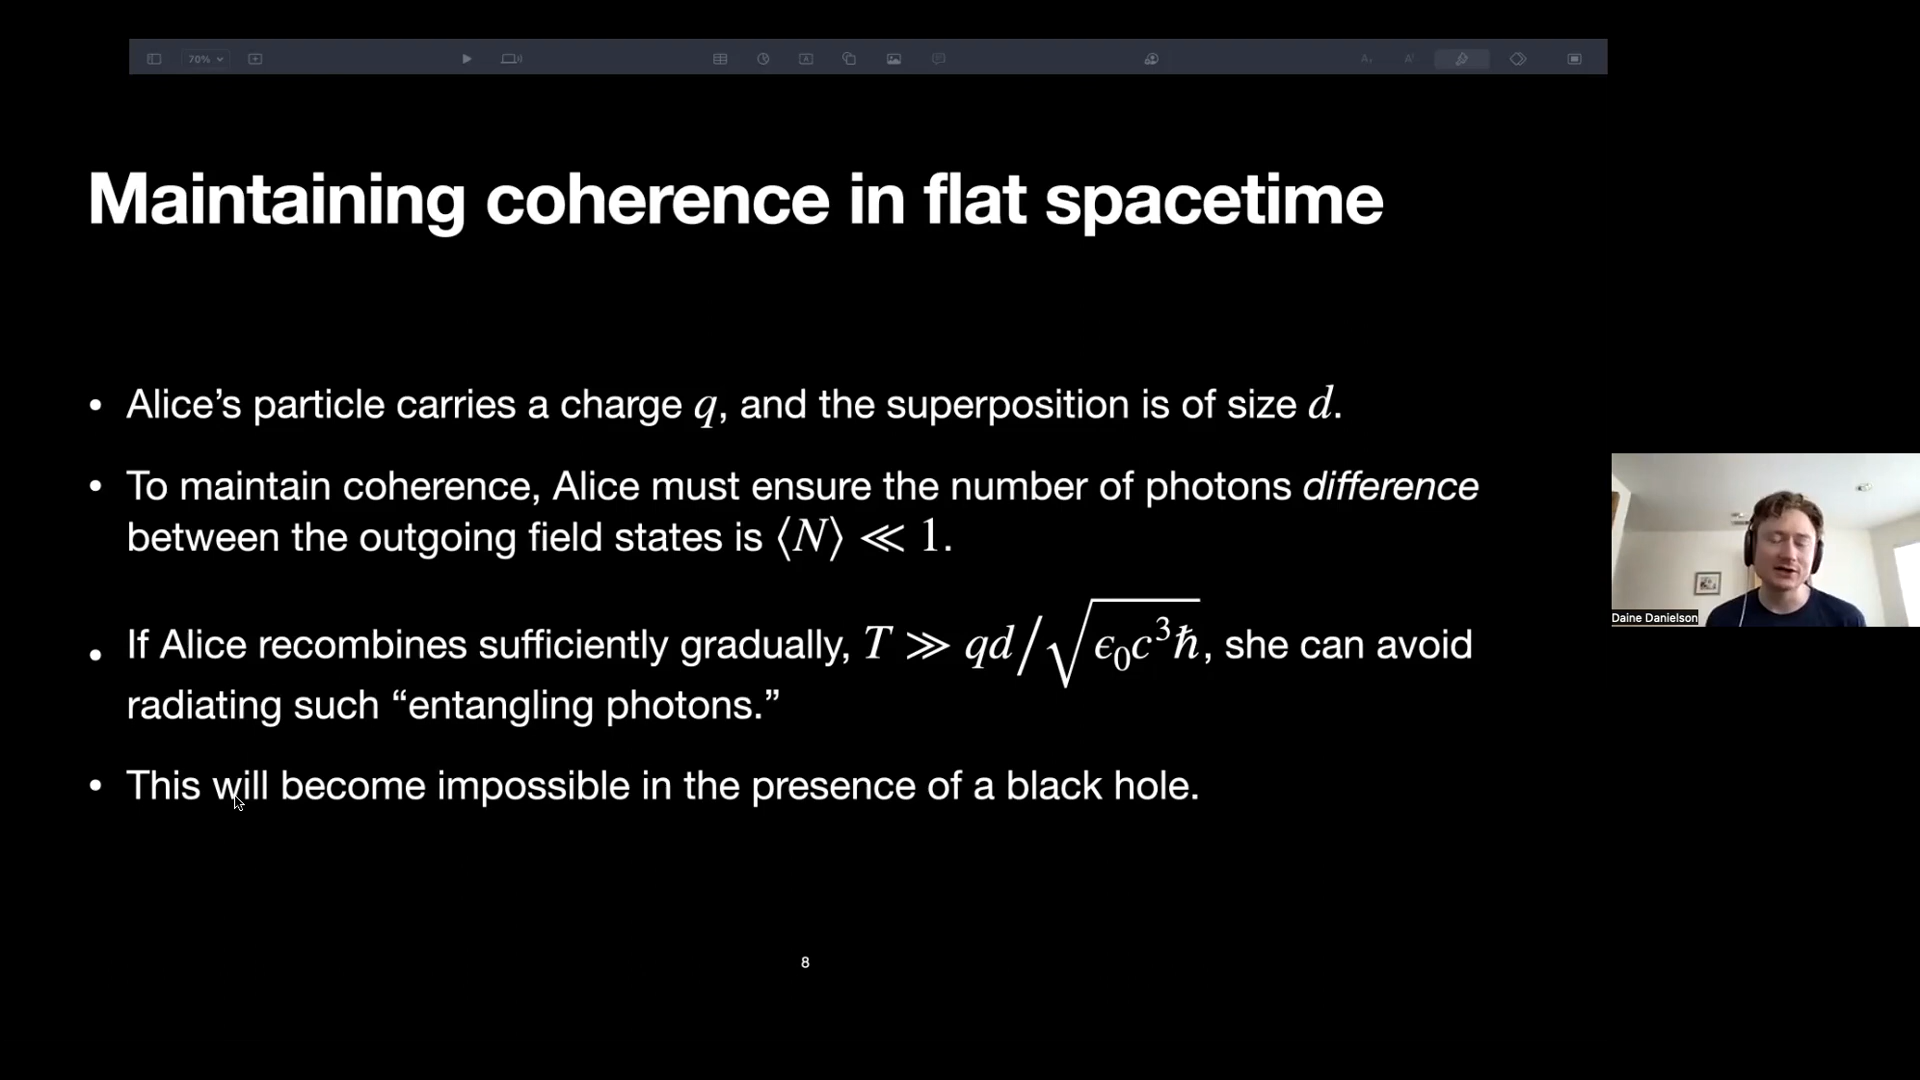 70%
Maintaining coherence in flat spacetime
• Alice’s particle carries a charge q, and the superposition is of size d.
• To maintain coherence, Alice must ensure the number of photons difference
between the outgoing field states is ⟨N⟩ ≪ 1.
• If Alice recombines sufficiently gradually, T ≫ qd/√ϵ₀c³ℏ, she can avoid
radiating such “entangling photons.”
• This will become impossible in the presence of a black hole.
Daine Danielson
8